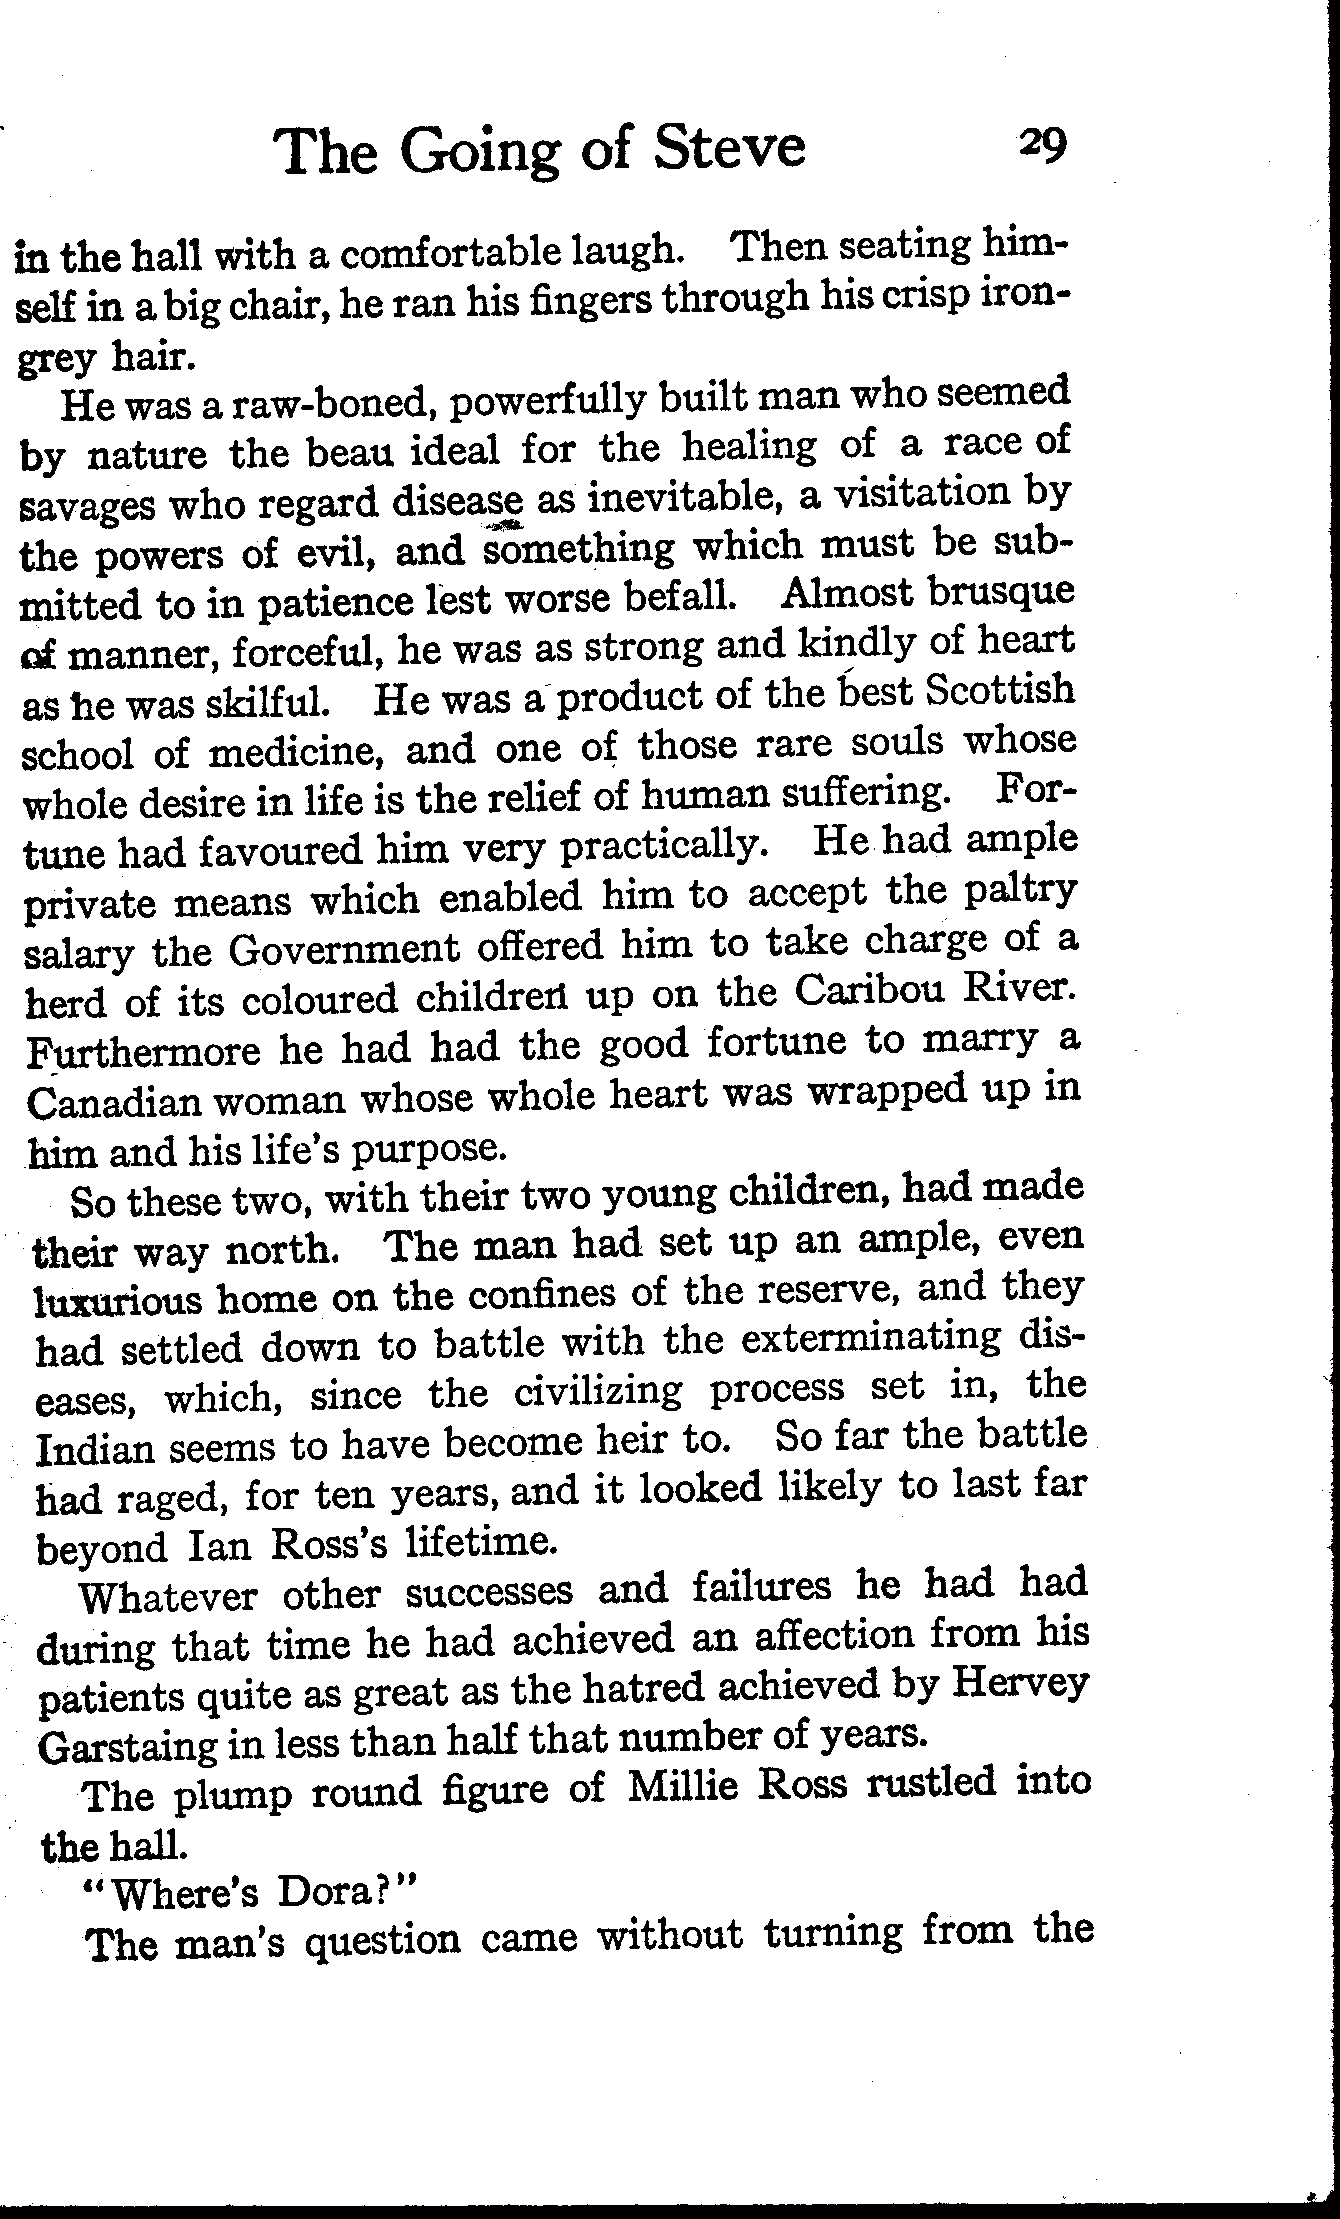 The Going of Steve 29
in the hall with a comfortable laugh. Then seating him-
self in a big chair, he ran his fingers through his crisp iron-
grey hair.
He was a raw-boned, powerfully built man who seemed
by nature the beau ideal for the healing of a race of
savages who regard disease as inevitable, a visitation by
the powers of evil, and something which must be sub-
mitted to in patience lest worse befall. Almost brusque
of manner, forceful, he was as strong and kindly of heart
as he was skilful. He was a product of the best Scottish
school of medicine, and one of those rare souls whose
whole desire in life is the relief of human suffering. For-
tune had favoured him very practically. He had ample
private means which enabled him to accept the paltry
salary the Government offered him to take charge of a
herd of its coloured children up on the Caribou River.
Furthermore he had had the good fortune to marry a
Canadian woman whose whole heart was wrapped up in
him and his life's purpose.
So these two, with their two young children, had made
their way north. The man had set up an ample, even
luxurious home on the confines of the reserve, and they
had settled down to battle with the exterminating dis-
eases, which, since the civilizing process set in, the
Indian seems to have become heir to. So far the battle
had raged, for ten years, and it looked likely to last far
beyond Ian Ross's lifetime.
Whatever other successes and failures he had had
during that time he had achieved an affection from his
patients quite as great as the hatred achieved by Hervey
Garstaing in less than half that number of years.
The plump round figure of Millie Ross rustled into
the hall.
"Where's Dora?"
The man's question came without turning from the